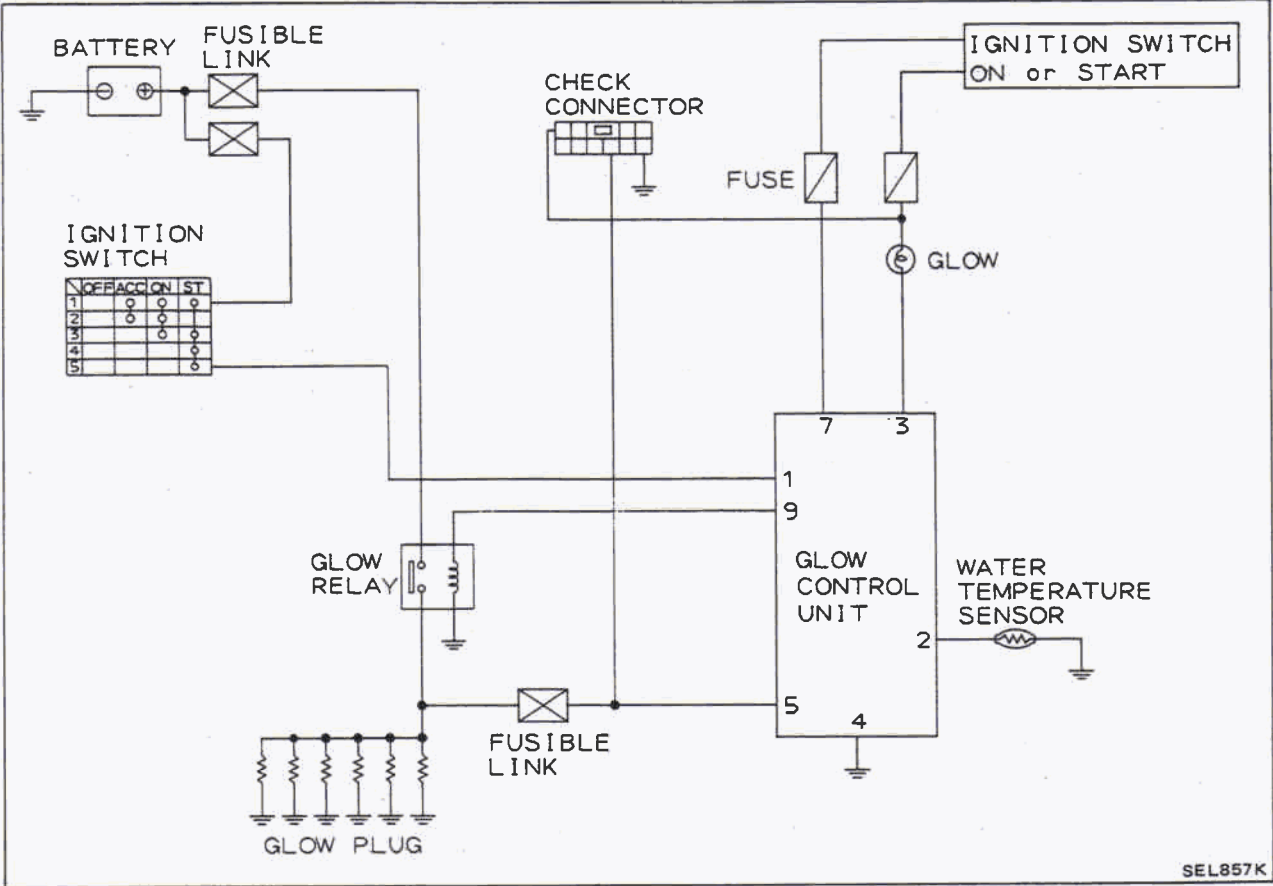 BATTERY
FUSIBLE
LINK
CHECK
CONNECTOR
IGNITION SWITCH
ON or START
FUSE
IGNITION
SWITCH
OFF ACC ON ST
1
2
3
4
5
GLOW
7 3
1
9
GLOW
RELAY
GLOW
CONTROL
UNIT
WATER
TEMPERATURE
SENSOR
2
5
4
FUSIBLE
LINK
GLOW PLUG
SEL857K